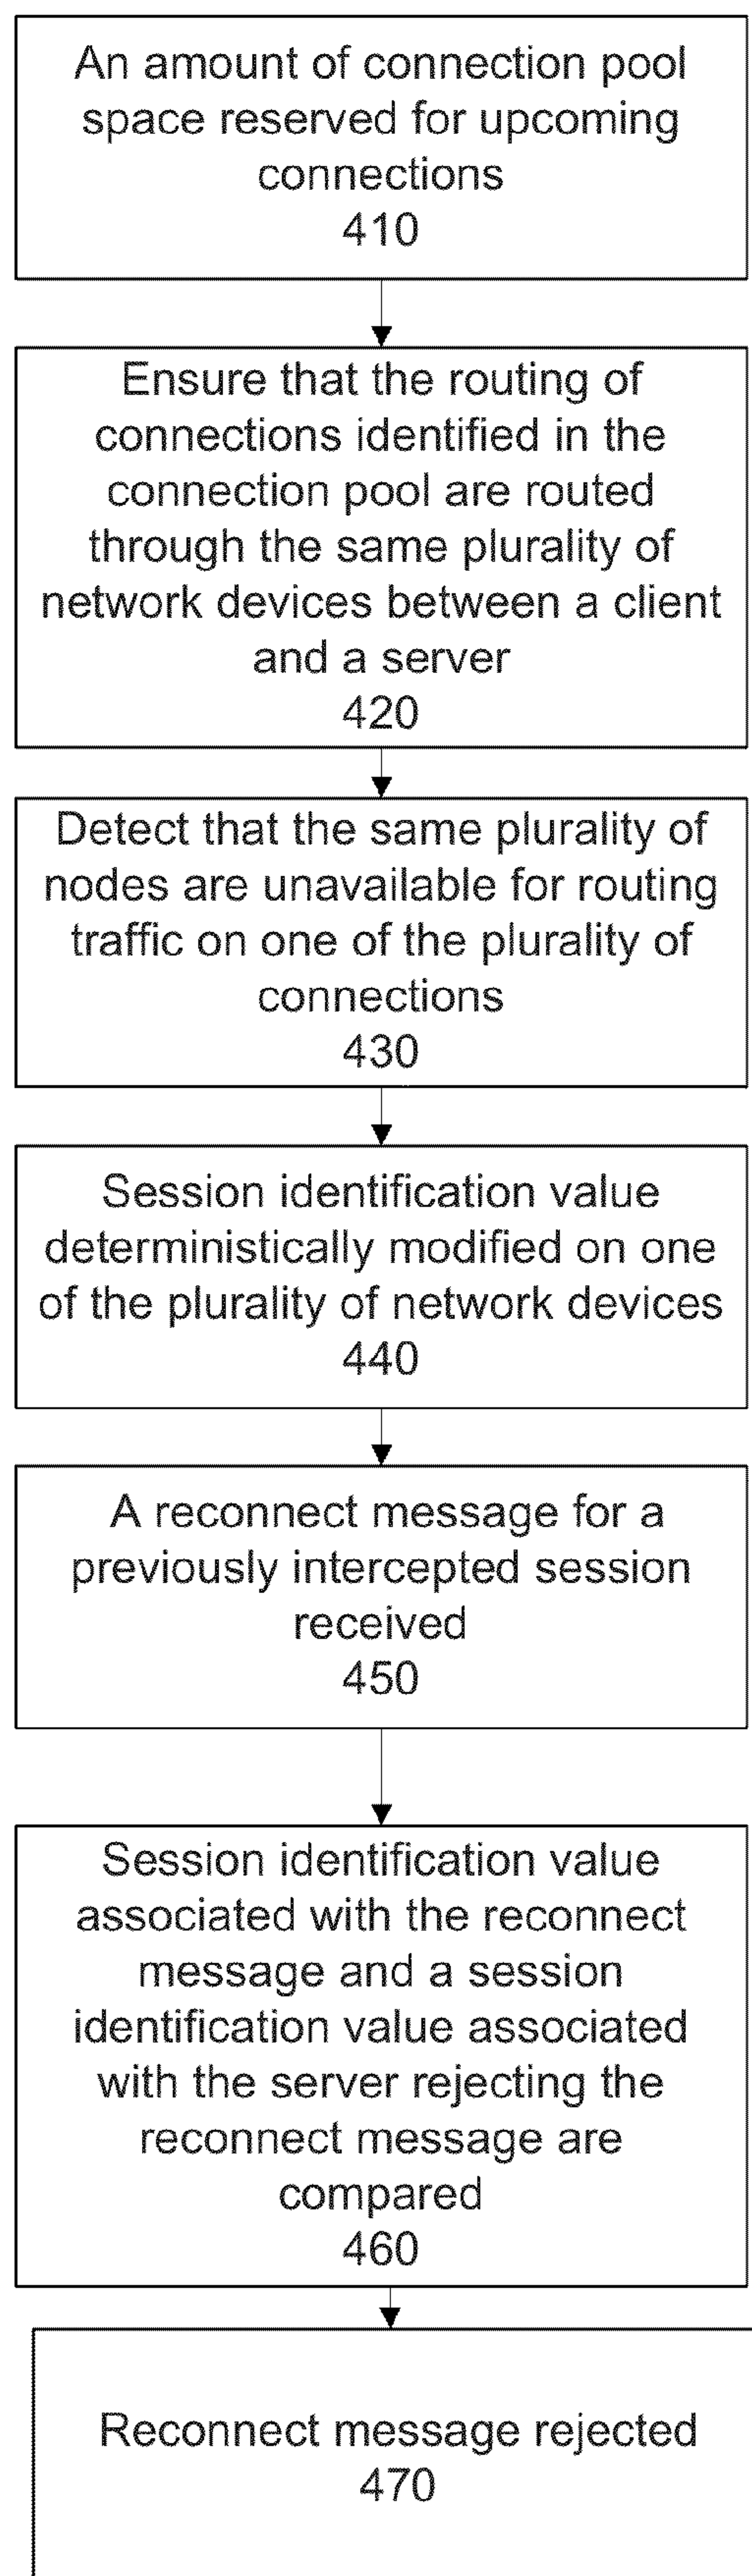 An amount of connection pool
space reserved for upcoming
connections
410
Ensure that the routing of
connections identified in the
connection pool are routed
through the same plurality of
network devices between a client
and a server
420
Detect that the same plurality of
nodes are unavailable for routing
traffic on one of the plurality of
connections
430
Session identification value
deterministically modified on one
of the plurality of network devices
440
A reconnect message for a
previously intercepted session
received
450
Session identification value
associated with the reconnect
message and a session
identification value associated
with the server rejecting the
reconnect message are
compared
460
Reconnect message rejected
470